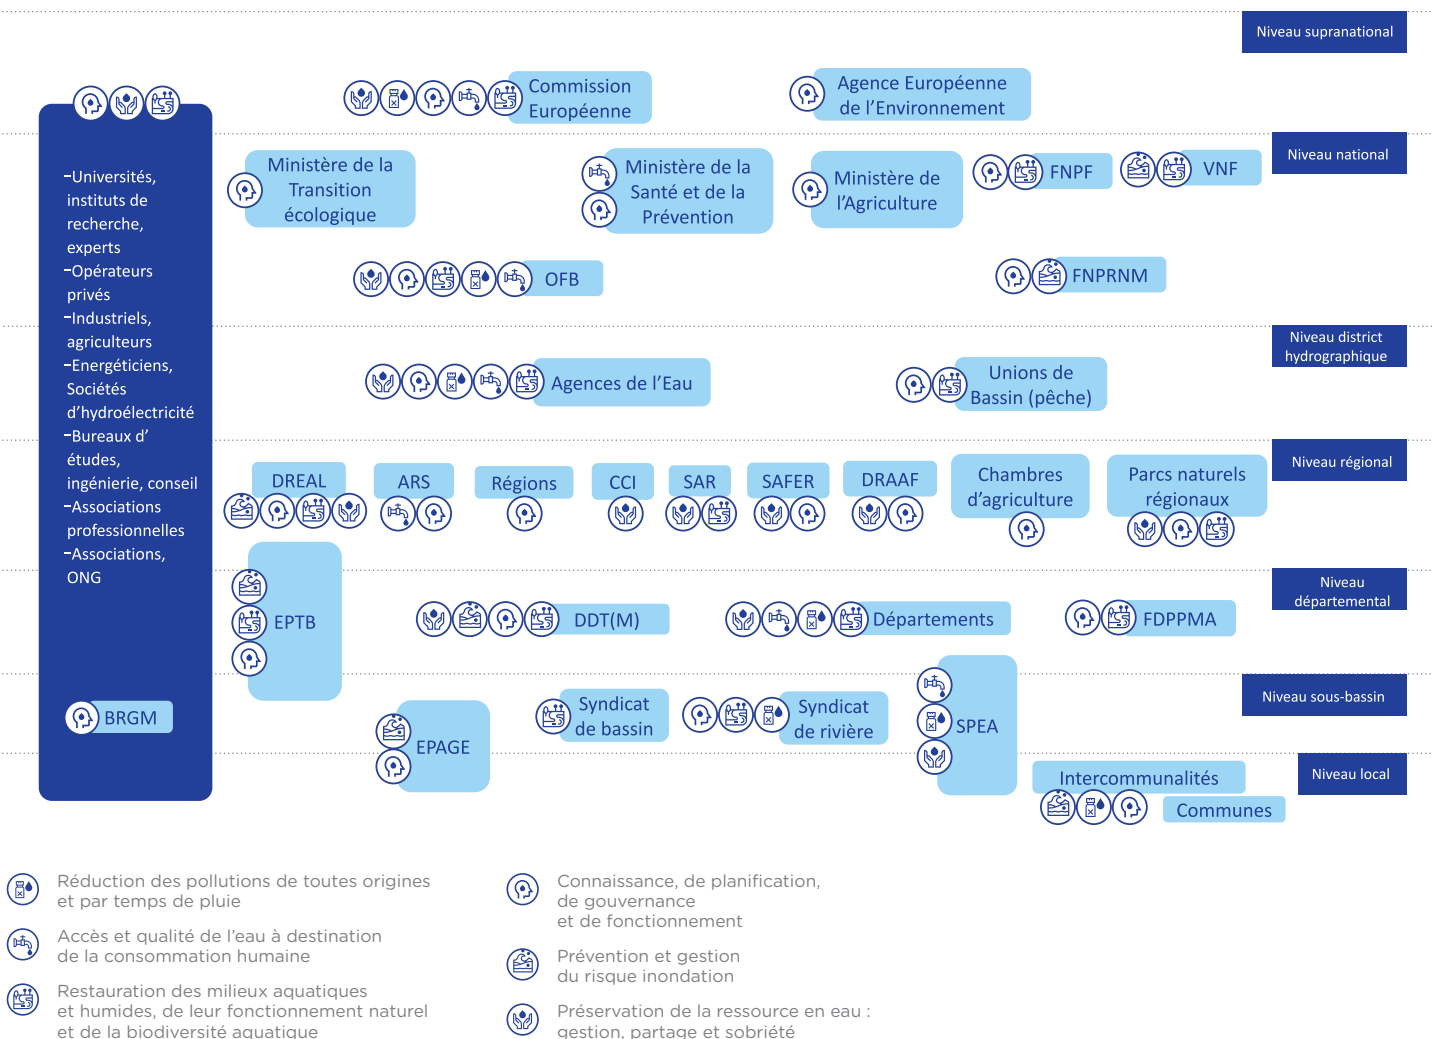 Niveau supranational
Commission
Européenne
Agence Européenne
de l’Environnement
Niveau national
Ministère de la
Transition
écologique
Ministère de la
Santé et de la
Prévention
Ministère de
l’Agriculture
FNPF
VNF
OFB
FNPRNM
-Universités,
instituts de
recherche,
experts
-Opérateurs
privés
-Industriels,
agriculteurs
-Energéticiens,
Sociétés
d’hydroélectricité
-Bureaux d’
études,
ingénierie, conseil
-Associations
professionnelles
-Associations,
ONG
BRGM
Niveau district
hydrographique
Agences de l’Eau
Unions de
Bassin (pêche)
Niveau régional
DREAL
ARS
Régions
CCI
SAR
SAFER
DRAAF
Chambres
d’agriculture
Parcs naturels
régionaux
Niveau
départemental
EPTB
DDT(M)
Départements
FDPPMA
Niveau sous-bassin
EPAGE
Syndicat
de bassin
Syndicat
de rivière
SPEA
Niveau local
Intercommunalités
Communes
Réduction des pollutions de toutes origines
et par temps de pluie
Accès et qualité de l’eau à destination
de la consommation humaine
Restauration des milieux aquatiques
et humides, de leur fonctionnement naturel
et de la biodiversité aquatique
Connaissance, de planification,
de gouvernance
et de fonctionnement
Prévention et gestion
du risque inondation
Préservation de la ressource en eau :
gestion, partage et sobriété